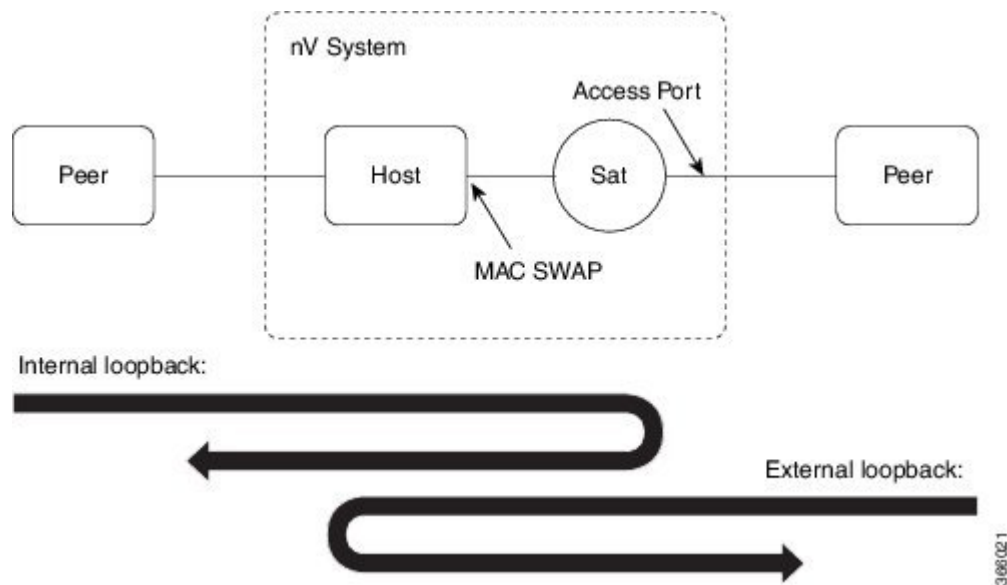 nV System
Access Port
Peer
Host
Sat
Peer
MAC SWAP
Internal loopback:
External loopback:
366021